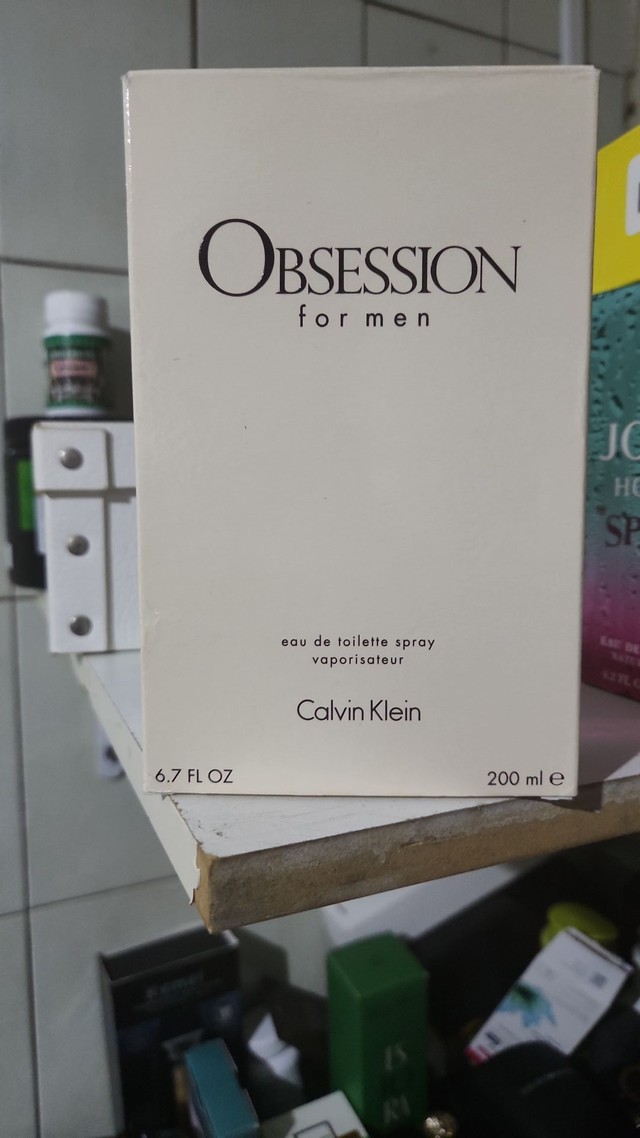 OBSESSION
for men
eau de toilette spray
vaporisateur
Calvin Klein
6.7 FL OZ
200 ml ℮